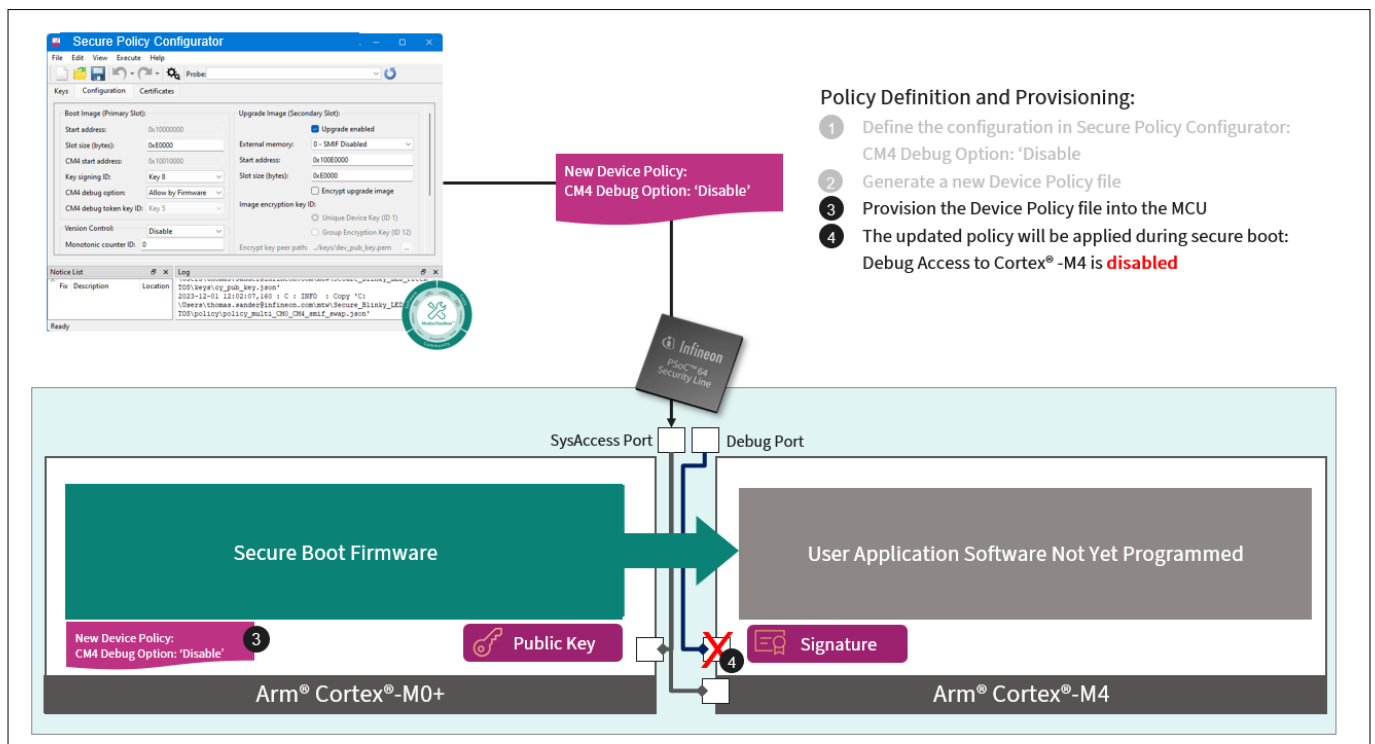 Secure Policy Configurator
File Edit View Execute Help
Probe:
Keys Configuration Certificates
Boot Image (Primary Slot):
Start address: 0x10000000
Slot size (bytes): 0xE0000
CM4 start address: 0x10010000
Key signing ID: Key 8
CM4 debug option: Allow by Firmware
CM4 debug token key ID: Key 5
Version Control: Disable
Monotonic counter ID: 0
Upgrade Image (Secondary Slot):
Upgrade enabled
External memory: 0 - SMIF Disabled
Start address: 0x100E0000
Slot size (bytes): 0xE0000
Encrypt upgrade image
Image encryption key ID:
Unique Device Key (ID 1)
Group Encryption Key (ID 12)
Encrypt key peer path: ../keys/dev_pub_key.pem ...
Notice List
Fix Description Location
Log
TOS\keys\cy_pub_key.json'
2023-12-01 12:02:07,160 : C : INFO : Copy 'C:
\Users\thomas.sander@infineon.com\mtw\Secure_Blinky_LED
TOS\policy\policy_multi_CM0_CM4_smif_swap.json'
Ready
ModusToolbox™
Community
New Device Policy:
CM4 Debug Option: ‘Disable’
Policy Definition and Provisioning:
1 Define the configuration in Secure Policy Configurator:
CM4 Debug Option: ‘Disable
2 Generate a new Device Policy file
3 Provision the Device Policy file into the MCU
4 The updated policy will be applied during secure boot:
Debug Access to Cortex® -M4 is disabled
Infineon
PSoC™ 64
Security Line
SysAccess Port
Debug Port
Secure Boot Firmware
User Application Software Not Yet Programmed
New Device Policy:
CM4 Debug Option: ‘Disable’
3
Public Key
X
4
Signature
Arm® Cortex®-M0+
Arm® Cortex®-M4